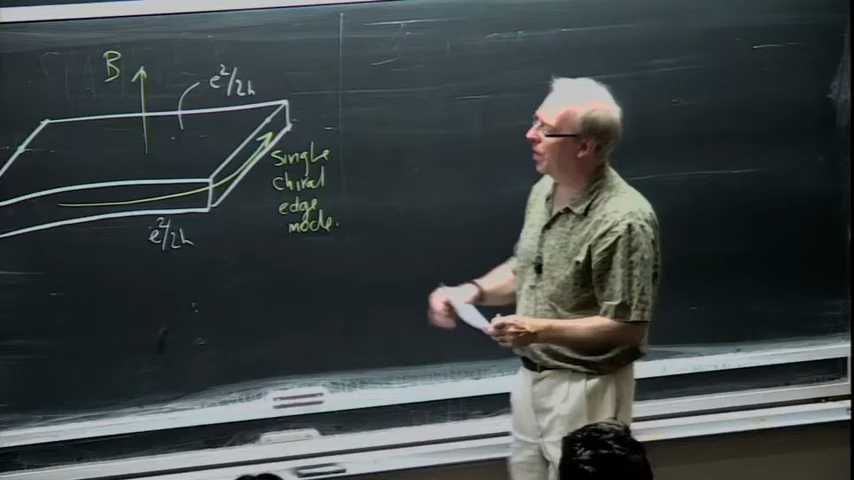 B
e²/2h
single
chiral
edge
mode.
e²/2h